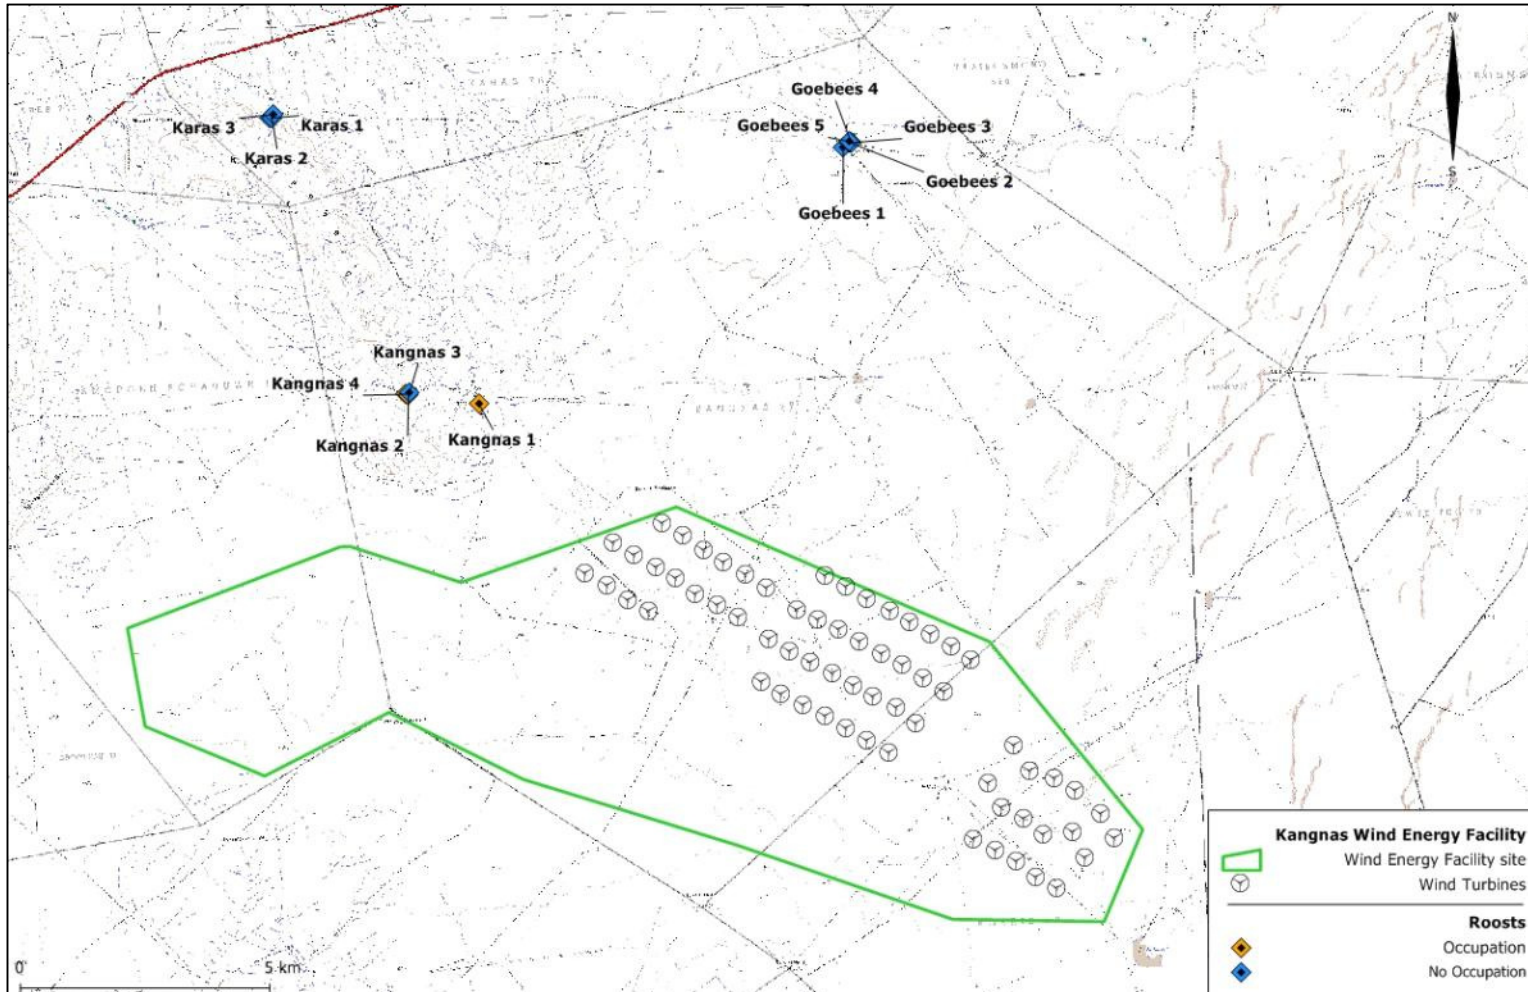 N
Goebees 4
Karas 3
Karas 1
Goebees 5
Goebees 3
Karas 2
Goebees 2
S
Goebees 1
Kangnas 3
Kangnas 4
Kangnas 2
Kangnas 1
Kangnas Wind Energy Facility
Wind Energy Facility site
Wind Turbines
Roosts
Occupation
No Occupation
0
5 km